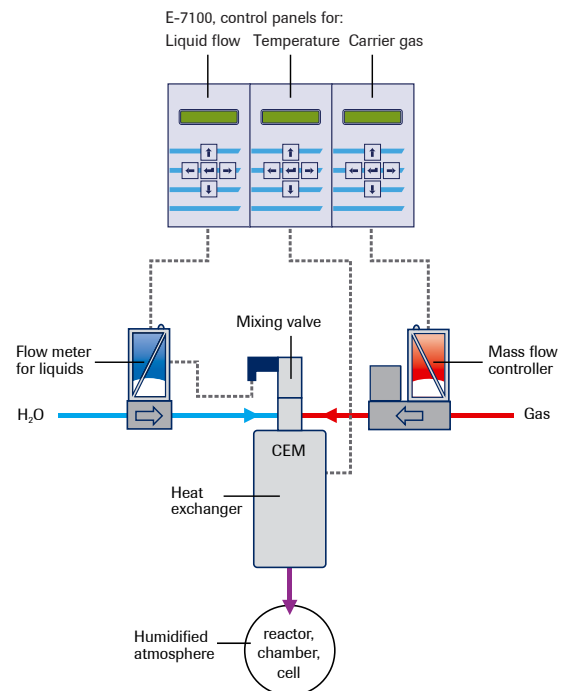 E-7100, control panels for:
Liquid flow Temperature Carrier gas
Mixing valve
Flow meter
for liquids
Mass flow
controller
H₂O
Gas
CEM
Heat
exchanger
Humidified
atmosphere
reactor,
chamber,
cell